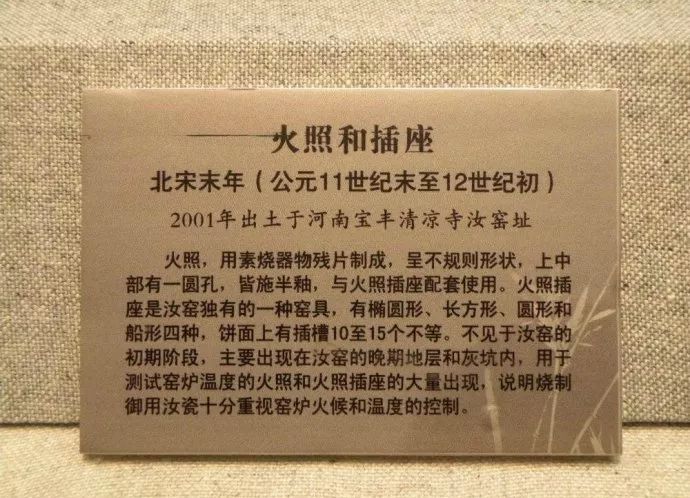 火照和插座
北宋末年（公元11世纪末至12世纪初）
2001年出土于河南宝丰清凉寺汝窑址
火照，用素烧器物残片制成，呈不规则形状，上中
部有一圆孔，皆施半釉，与火照插座配套使用。火照插
座是汝窑独有的一种窑具，有椭圆形、长方形、圆形和
船形四种，饼面上有插槽10至15个不等。不见于汝窑的
初期阶段，主要出现在汝窑的晚期地层和灰坑内，用于
测试窑炉温度的火照和火照插座的大量出现，说明烧制
御用汝瓷十分重视窑炉火候和温度的控制。